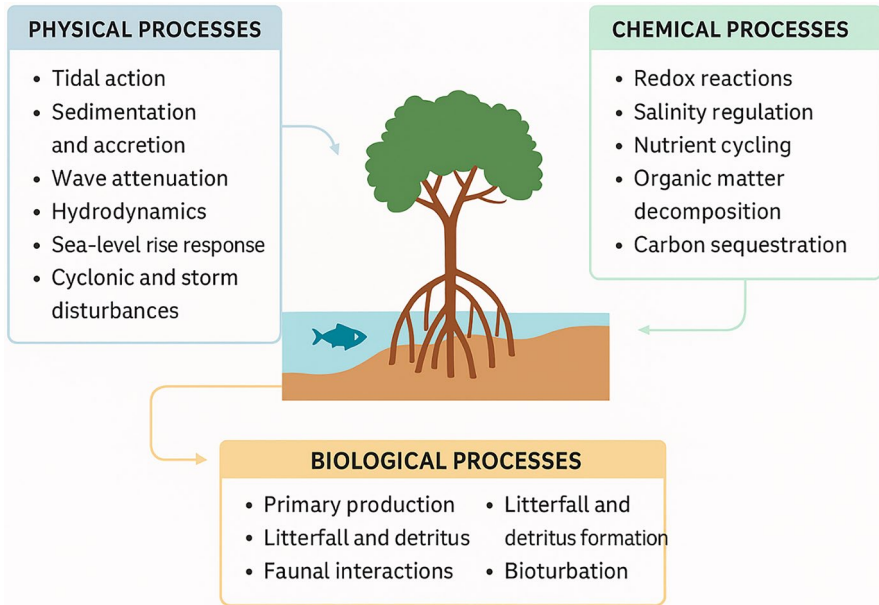 PHYSICAL PROCESSES
• Tidal action
• Sedimentation
and accretion
• Wave attenuation
• Hydrodynamics
• Sea-level rise response
• Cyclonic and storm
disturbances
CHEMICAL PROCESSES
• Redox reactions
• Salinity regulation
• Nutrient cycling
• Organic matter
decomposition
• Carbon sequestration
BIOLOGICAL PROCESSES
• Primary production
• Litterfall and detritus
• Faunal interactions
• Litterfall and
detritus formation
• Bioturbation